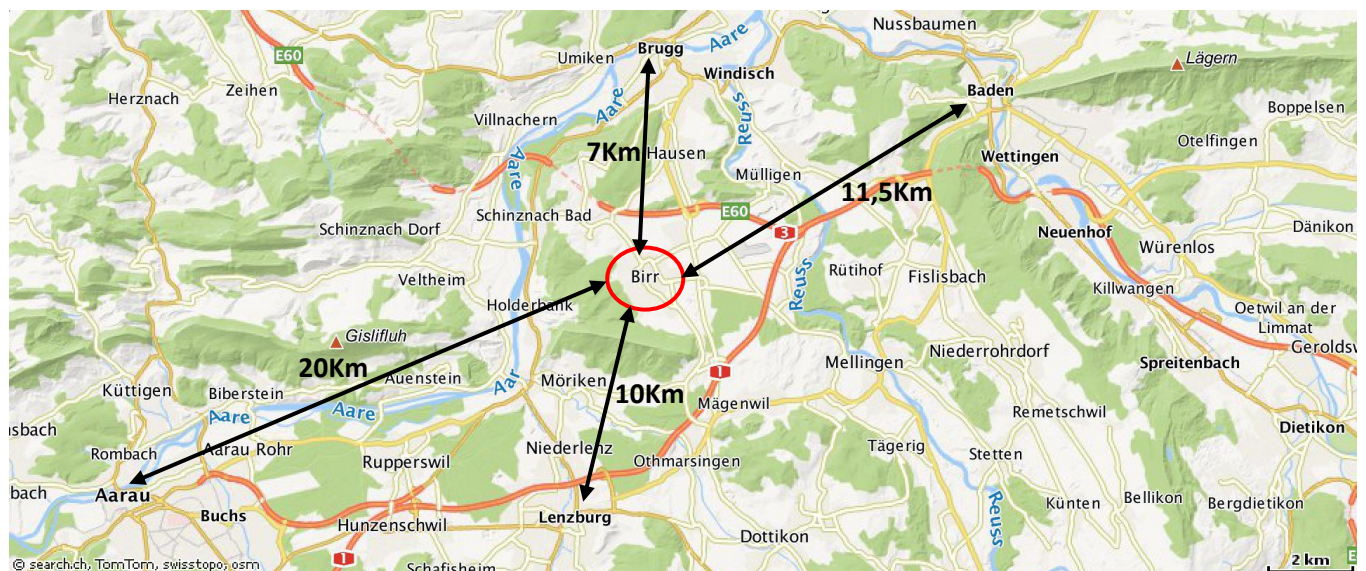 Nussbaumen
Brugg
Aare
Umiken
E60
Lägern
Windisch
Zeihen
Baden
Herznach
Aare
Reuss
Boppelsen
Villnachern
Otelfingen
7Km
Hausen
Wettingen
Aare
Mülligen
11,5Km
Schinznach Bad
E60
Schinznach Dorf
3
Neuenhof
Dänikon
Würenlos
Birr
Rütihof
Fislisbach
Veltheim
Reuss
Killwangen
Holderbank
Oetwil an der
Limmat
Gislifluh
Geroldsw
20Km
Mellingen
Niederrohrdorf
Spreitenbach
Auenstein
Aar
Möriken
1
Küttigen
Biberstein
10Km
Mägenwil
Aare
Aare
Remetschwil
nsbach
Dietikon
Rombach
Aarau Rohr
Niederlenz
Tägerig
Rupperswil
Othmarsingen
Stetten
bach
Aarau
Reuss
Künten
Bellikon
Bergdietikon
Buchs
Hunzenschwil
Lenzburg
Dottikon
1
2 km
E
© search.ch, TomTom, swisstopo, osm
Schafisheim